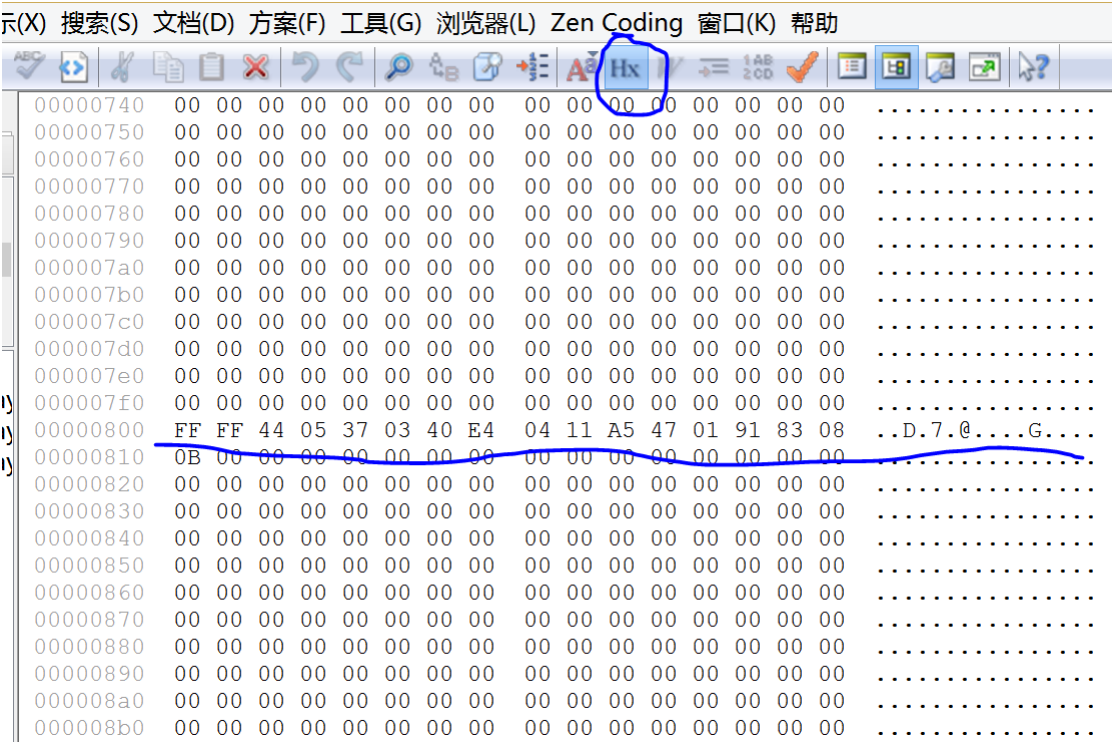 示(X) 搜索(S) 文档(D) 方案(F) 工具(G) 浏览器(L) Zen Coding 窗口(K) 帮助
ABC A B A a Hx W 1AB 2CD ?
00000740 00 00 00 00 00 00 00 00 00 00 00 00 00 00 00 00 ................
00000750 00 00 00 00 00 00 00 00 00 00 00 00 00 00 00 00 ................
00000760 00 00 00 00 00 00 00 00 00 00 00 00 00 00 00 00 ................
00000770 00 00 00 00 00 00 00 00 00 00 00 00 00 00 00 00 ................
00000780 00 00 00 00 00 00 00 00 00 00 00 00 00 00 00 00 ................
00000790 00 00 00 00 00 00 00 00 00 00 00 00 00 00 00 00 ................
000007a0 00 00 00 00 00 00 00 00 00 00 00 00 00 00 00 00 ................
000007b0 00 00 00 00 00 00 00 00 00 00 00 00 00 00 00 00 ................
000007c0 00 00 00 00 00 00 00 00 00 00 00 00 00 00 00 00 ................
000007d0 00 00 00 00 00 00 00 00 00 00 00 00 00 00 00 00 ................
000007e0 00 00 00 00 00 00 00 00 00 00 00 00 00 00 00 00 ................
000007f0 00 00 00 00 00 00 00 00 00 00 00 00 00 00 00 00 ................
00000800 FF FF 44 05 37 03 40 E4 04 11 A5 47 01 91 83 08 ..D.7.@....G....
00000810 0B 00 00 00 00 00 00 00 00 00 00 00 00 00 00 00 ................
00000820 00 00 00 00 00 00 00 00 00 00 00 00 00 00 00 00 ................
00000830 00 00 00 00 00 00 00 00 00 00 00 00 00 00 00 00 ................
00000840 00 00 00 00 00 00 00 00 00 00 00 00 00 00 00 00 ................
00000850 00 00 00 00 00 00 00 00 00 00 00 00 00 00 00 00 ................
00000860 00 00 00 00 00 00 00 00 00 00 00 00 00 00 00 00 ................
00000870 00 00 00 00 00 00 00 00 00 00 00 00 00 00 00 00 ................
00000880 00 00 00 00 00 00 00 00 00 00 00 00 00 00 00 00 ................
00000890 00 00 00 00 00 00 00 00 00 00 00 00 00 00 00 00 ................
000008a0 00 00 00 00 00 00 00 00 00 00 00 00 00 00 00 00 ................
000008b0 00 00 00 00 00 00 00 00 00 00 00 00 00 00 00 00 ................